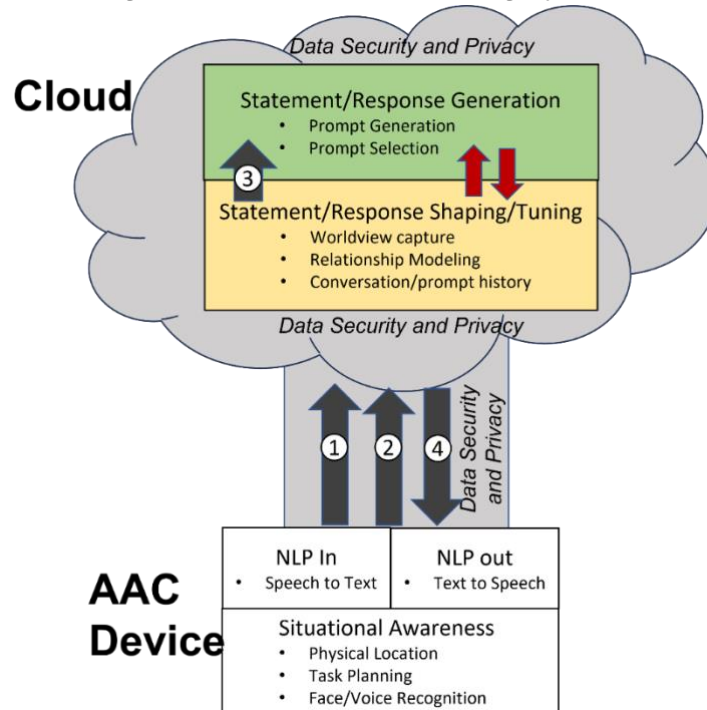 Data Security and Privacy
Cloud
Statement/Response Generation
• Prompt Generation
• Prompt Selection
3
Statement/Response Shaping/Tuning
• Worldview capture
• Relationship Modeling
• Conversation/prompt history
Data Security and Privacy
1
2
4
Data Security
and Privacy
AAC
Device
NLP In
• Speech to Text
NLP out
• Text to Speech
Situational Awareness
• Physical Location
• Task Planning
• Face/Voice Recognition